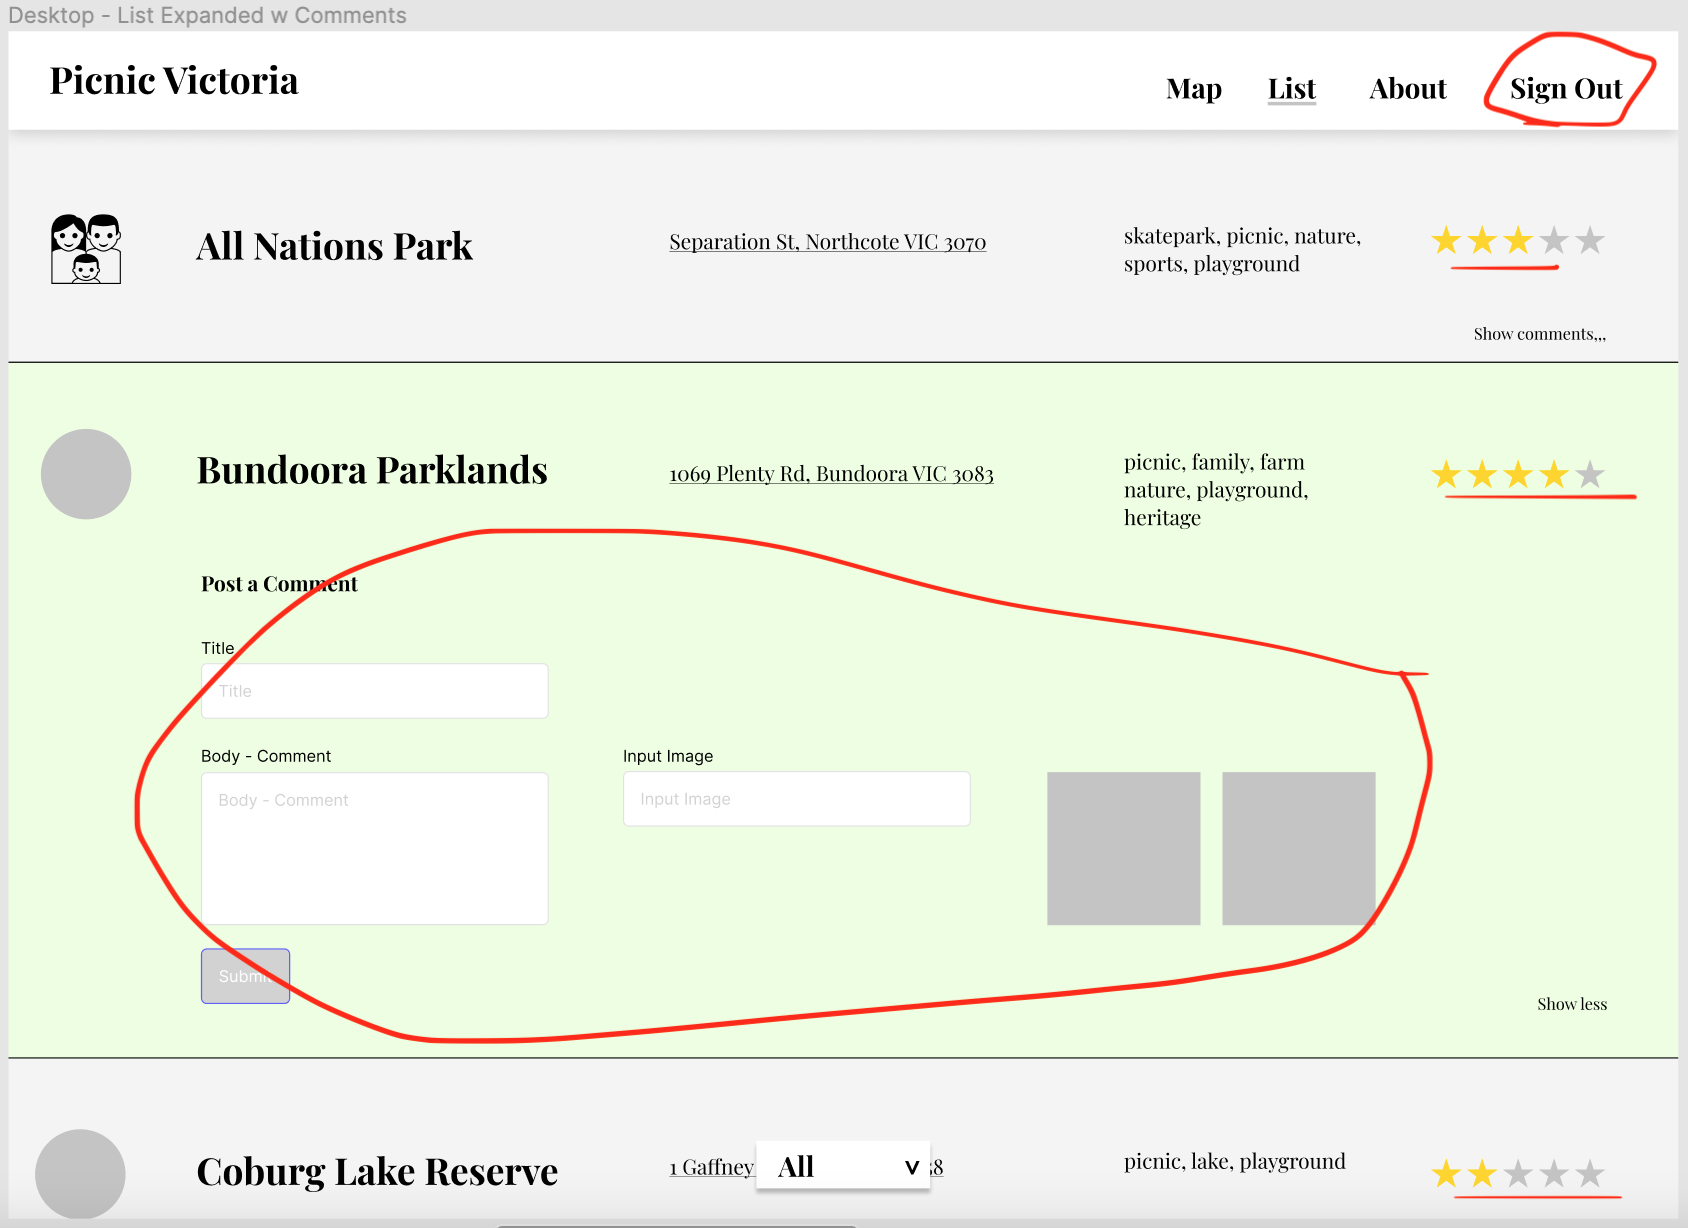 Desktop - List Expanded w Comments
Picnic Victoria
Map
List
About
Sign Out
All Nations Park
Separation St, Northcote VIC 3070
skatepark, picnic, nature,
sports, playground
Show comments,,,
Bundoora Parklands
1069 Plenty Rd, Bundoora VIC 3083
picnic, family, farm
nature, playground,
heritage
Post a Comment
Title
Title
Body - Comment
Body - Comment
Input Image
Input Image
Submit
Show less
Coburg Lake Reserve
1 Gaffney
All
v
picnic, lake, playground